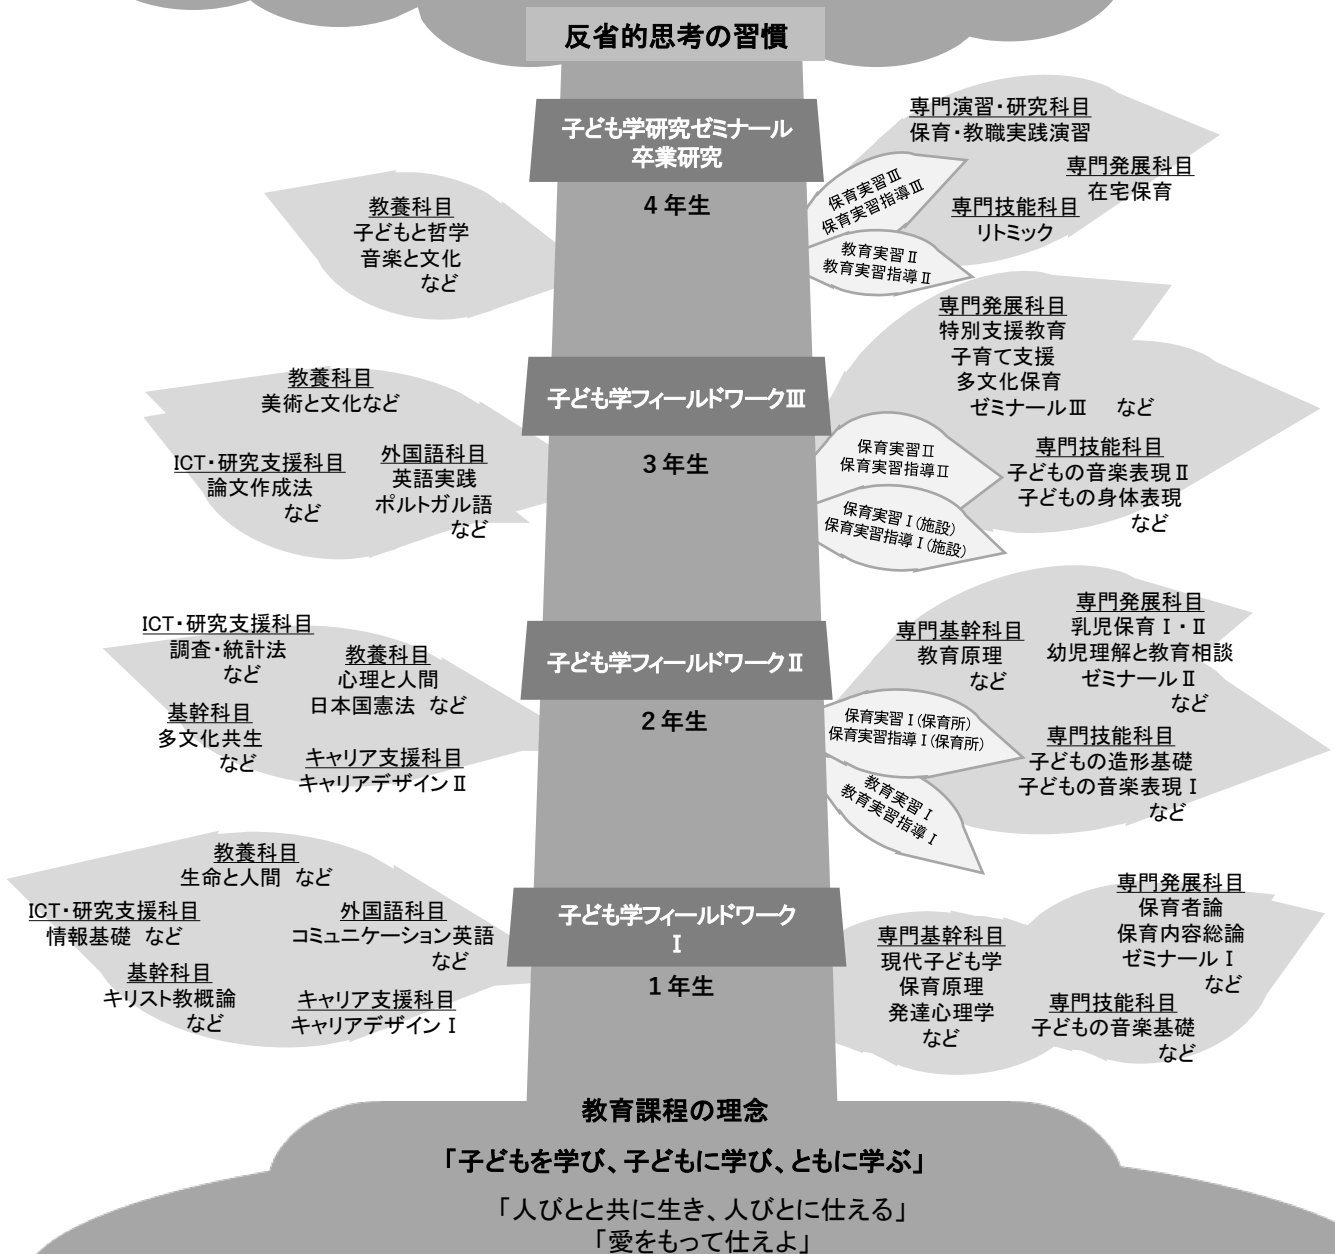 反省的思考の習慣
子ども学研究ゼミナール
卒業研究
4年生
教養科目
子どもと哲学
音楽と文化
など
専門演習・研究科目
保育・教職実践演習
専門発展科目
在宅保育
専門技能科目
リトミック
保育実習Ⅲ
保育実習指導Ⅲ
教育実習Ⅱ
教育実習指導Ⅱ
子ども学フィールドワークⅢ
3年生
教養科目
美術と文化など
ICT・研究支援科目
論文作成法
など
外国語科目
英語実践
ポルトガル語
など
専門発展科目
特別支援教育
子育て支援
多文化保育
ゼミナールⅢ など
専門技能科目
子どもの音楽表現Ⅱ
子どもの身体表現
など
保育実習Ⅱ
保育実習指導Ⅱ
保育実習Ⅰ(施設)
保育実習指導Ⅰ(施設)
子ども学フィールドワークⅡ
2年生
ICT・研究支援科目
調査・統計法
など
教養科目
心理と人間
日本国憲法 など
基幹科目
多文化共生
など
キャリア支援科目
キャリアデザインⅡ
専門基幹科目
教育原理
など
専門発展科目
乳児保育Ⅰ・Ⅱ
幼児理解と教育相談
ゼミナールⅡ
など
専門技能科目
子どもの造形基礎
子どもの音楽表現Ⅰ
など
保育実習Ⅰ(保育所)
保育実習指導Ⅰ(保育所)
教育実習Ⅰ
教育実習指導Ⅰ
子ども学フィールドワーク
Ⅰ
1年生
教養科目
生命と人間 など
ICT・研究支援科目
情報基礎 など
外国語科目
コミュニケーション英語
など
基幹科目
キリスト教概論
など
キャリア支援科目
キャリアデザインⅠ
専門基幹科目
現代子ども学
保育原理
発達心理学
など
専門発展科目
保育者論
保育内容総論
ゼミナールⅠ
など
専門技能科目
子どもの音楽基礎
など
教育課程の理念
「子どもを学び、子どもに学び、ともに学ぶ」
「人びとと共に生き、人びとに仕える」
「愛をもって仕えよ」